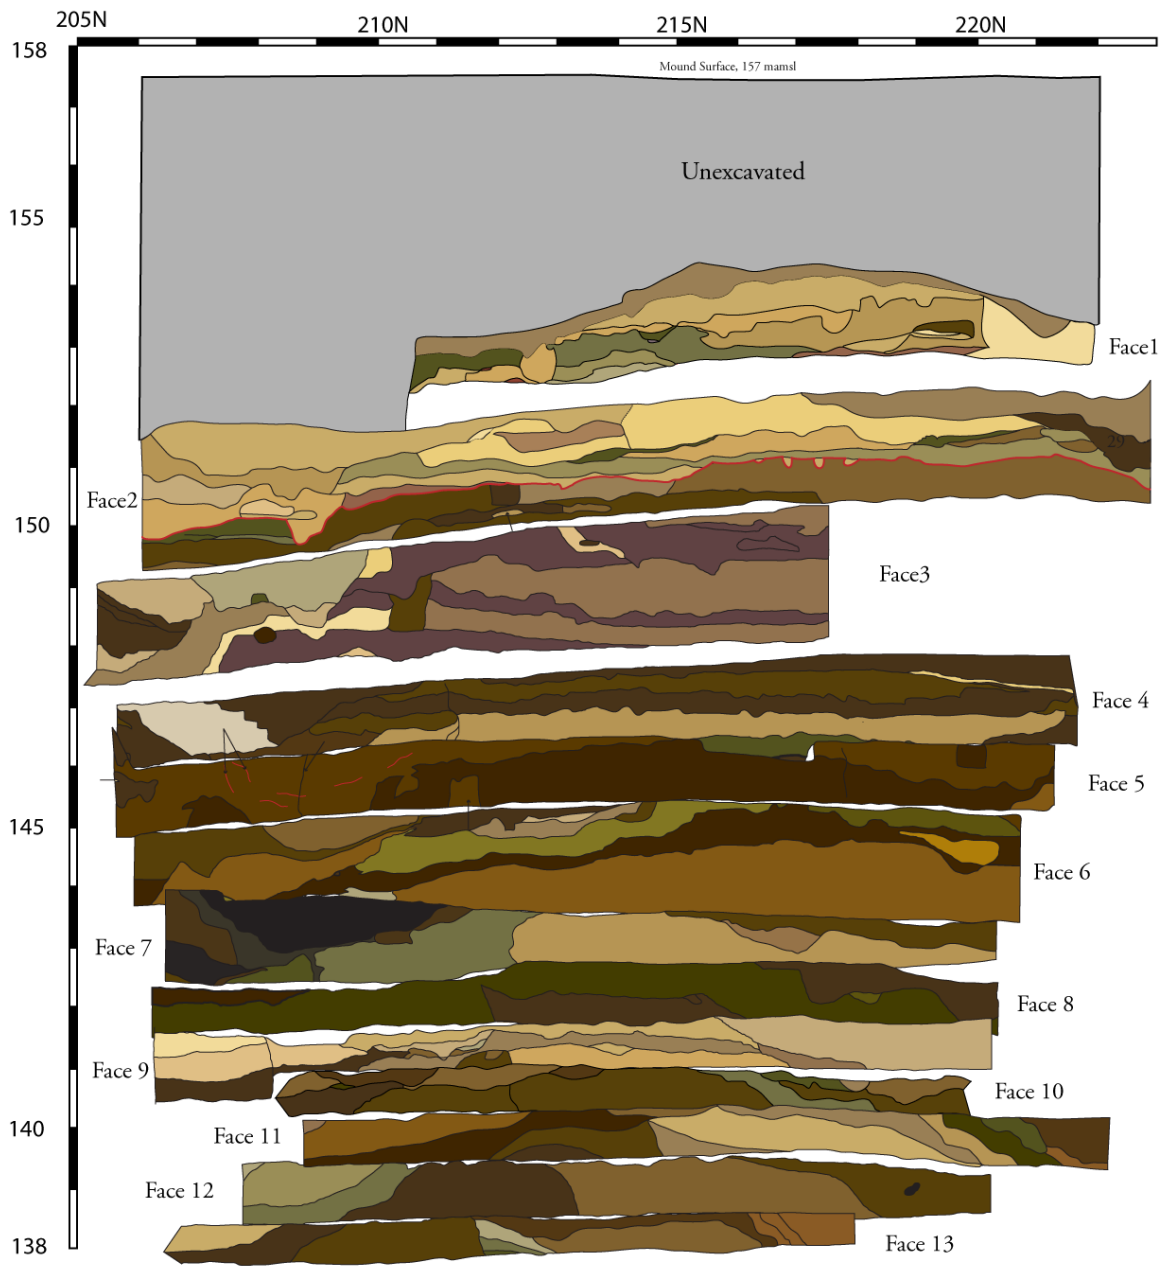 205N 210N 215N 220N
158
Mound Surface, 157 mamsl
Unexcavated
155
Face1
29
Face2
150
Face3
Face 4
Face 5
145
Face 6
Face 7
Face 8
Face 9
Face 10
140
Face 11
Face 12
138
Face 13